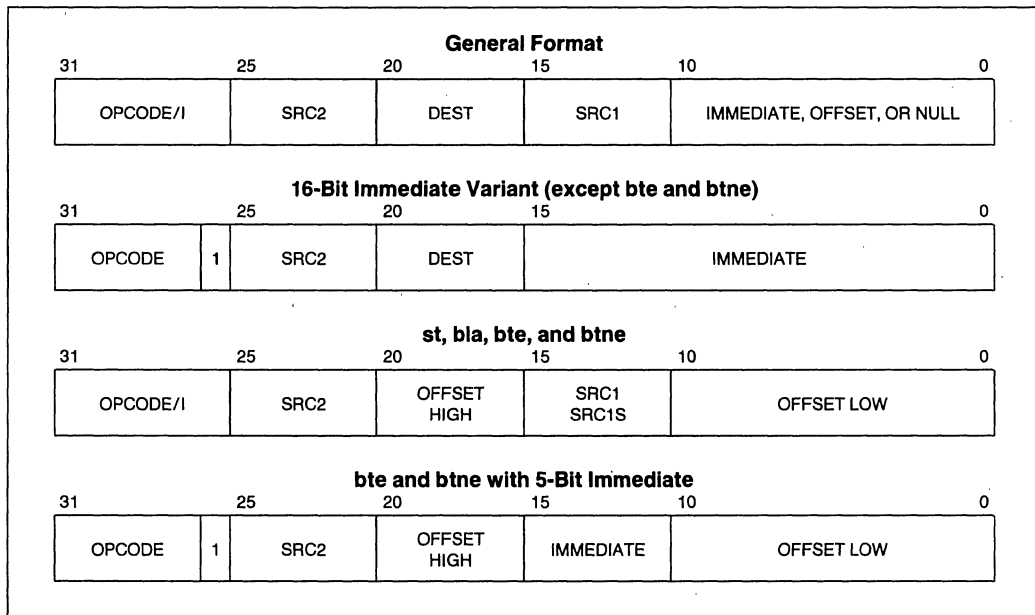 General Format
31 25 20 15 10 0
OPCODE/I SRC2 DEST SRC1 IMMEDIATE, OFFSET, OR NULL
16-Bit Immediate Variant (except bte and btne)
31 25 20 15 0
OPCODE 1 SRC2 DEST IMMEDIATE
st, bla, bte, and btne
31 25 20 15 10 0
OPCODE/I SRC2 OFFSET HIGH SRC1 SRC1S OFFSET LOW
bte and btne with 5-Bit Immediate
31 25 20 15 10 0
OPCODE 1 SRC2 OFFSET HIGH IMMEDIATE OFFSET LOW